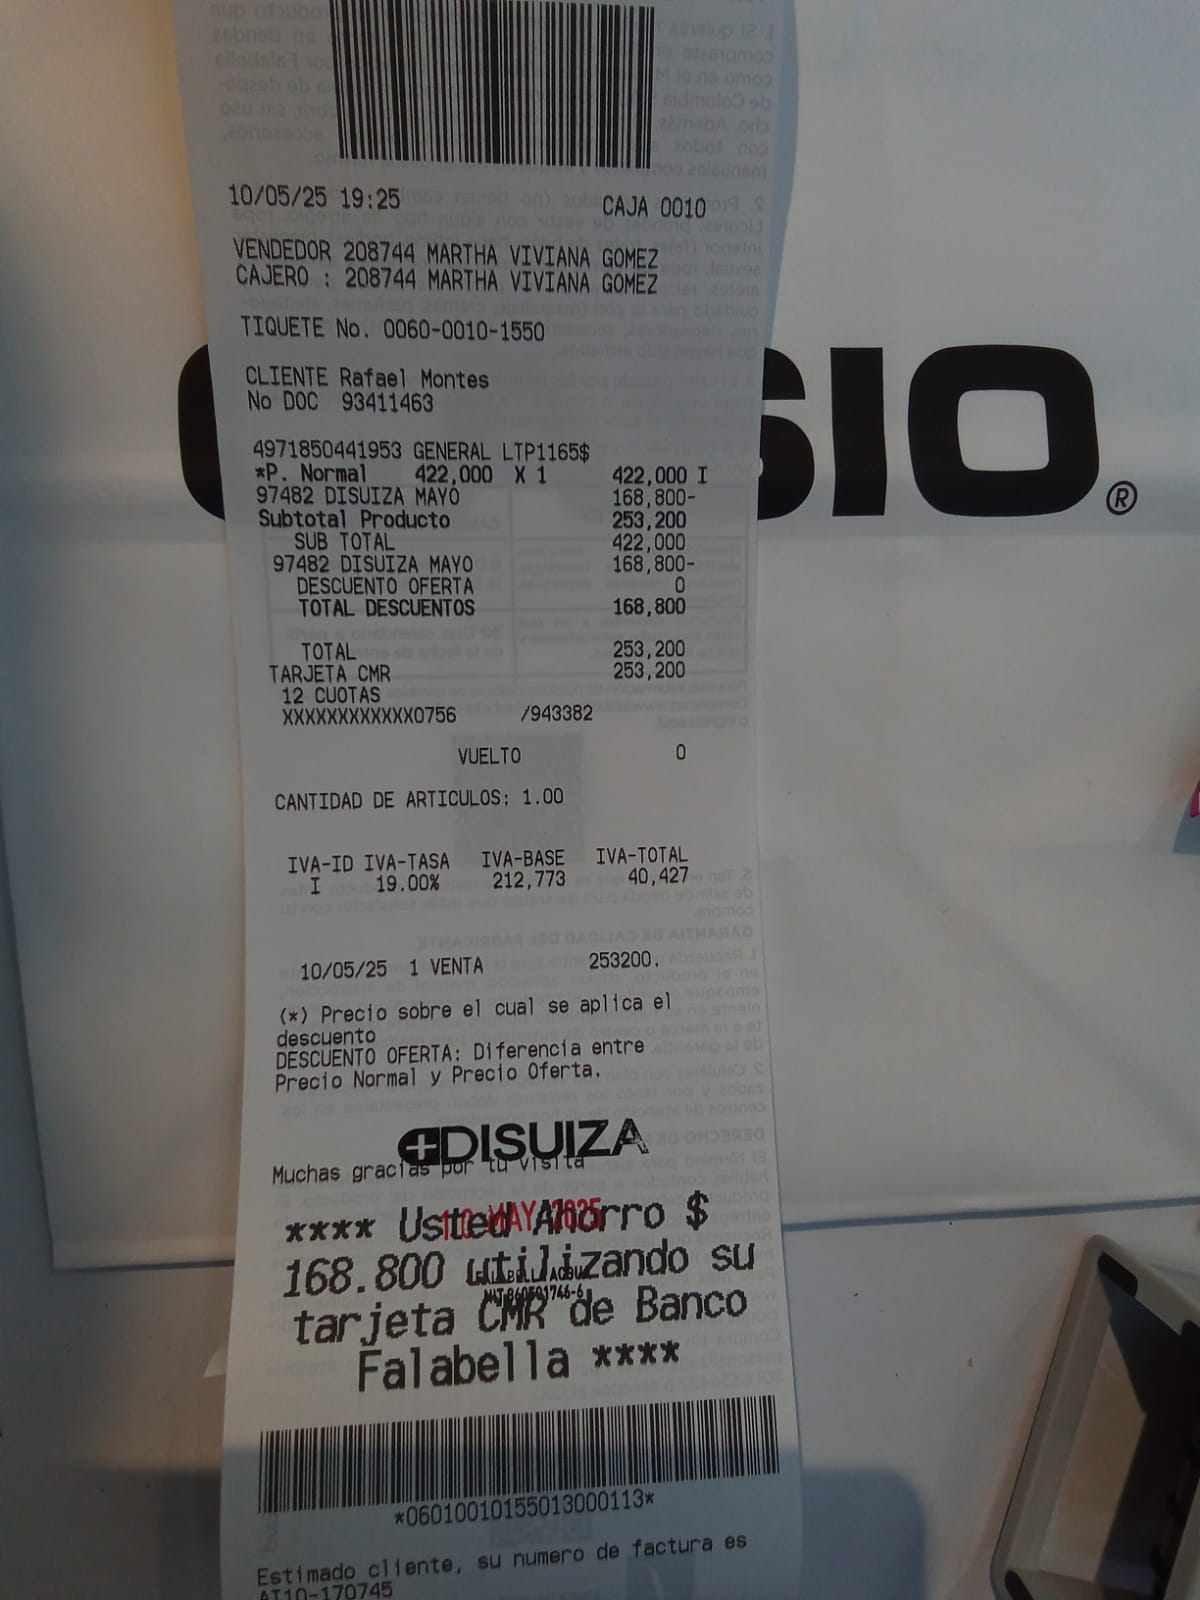 10/05/25 19:25 CAJA 0010
VENDEDOR 208744 MARTHA VIVIANA GOMEZ
CAJERO : 208744 MARTHA VIVIANA GOMEZ
TIQUETE No. 0060-0010-1550
CLIENTE Rafael Montes
No DOC 93411463
4971850441953 GENERAL LTP1165$
*P. Normal 422,000 X 1 422,000 I
97482 DISUIZA MAYO 168,800-
Subtotal Producto 253,200
SUB TOTAL 422,000
97482 DISUIZA MAYO 168,800-
DESCUENTO OFERTA 0
TOTAL DESCUENTOS 168,800
TOTAL 253,200
TARJETA CMR 253,200
12 CUOTAS
XXXXXXXXXXXX0756 /943382
VUELTO 0
CANTIDAD DE ARTICULOS: 1.00
IVA-ID IVA-TASA IVA-BASE IVA-TOTAL
I 19.00% 212,773 40,427
10/05/25 1 VENTA 253200.
(*) Precio sobre el cual se aplica el
descuento
DESCUENTO OFERTA: Diferencia entre
Precio Normal y Precio Oferta.
DISUIZA
Muchas gracias por tu visita
10 MAY 2025
**** Usted Ahorro $
168.800 utilizando su
tarjeta CMR de Banco
Falabella ****
*06010010155013000113*
Estimado cliente, su numero de factura es
AI10-170745
SIO®